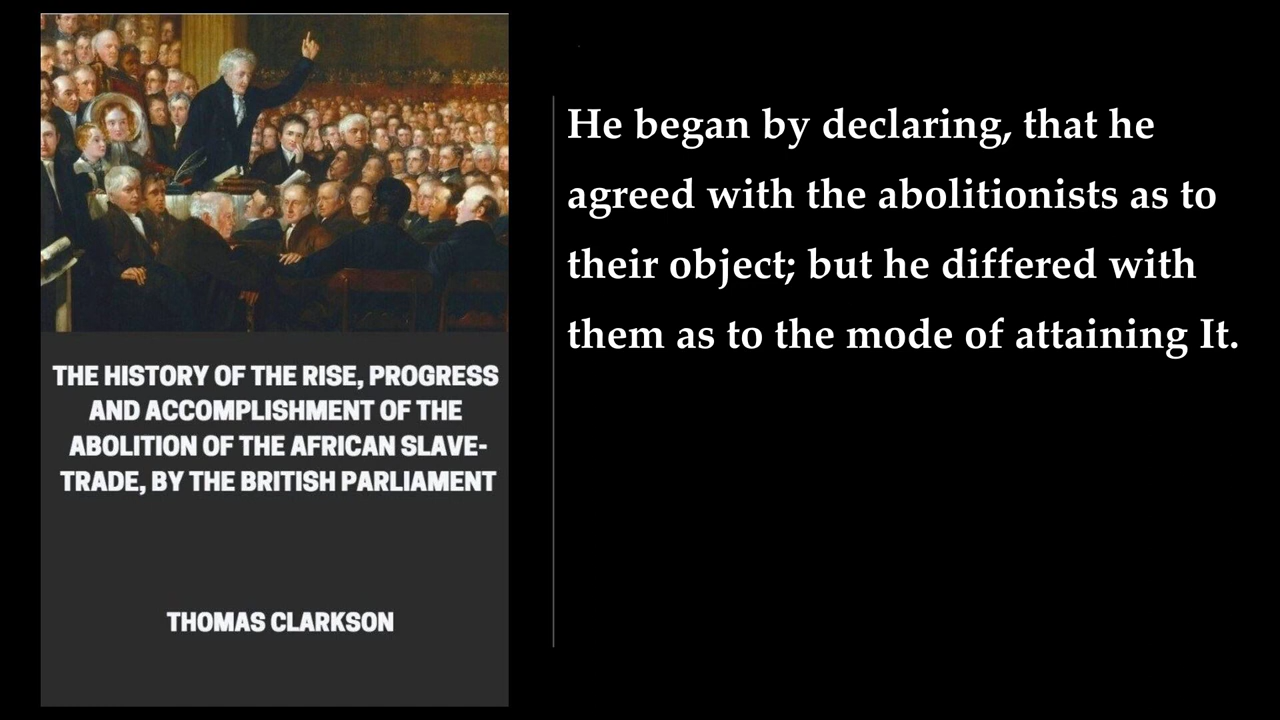 THE HISTORY OF THE RISE, PROGRESS
AND ACCOMPLISHMENT OF THE
ABOLITION OF THE AFRICAN SLAVE-
TRADE, BY THE BRITISH PARLIAMENT
THOMAS CLARKSON
He began by declaring, that he
agreed with the abolitionists as to
their object; but he differed with
them as to the mode of attaining It.